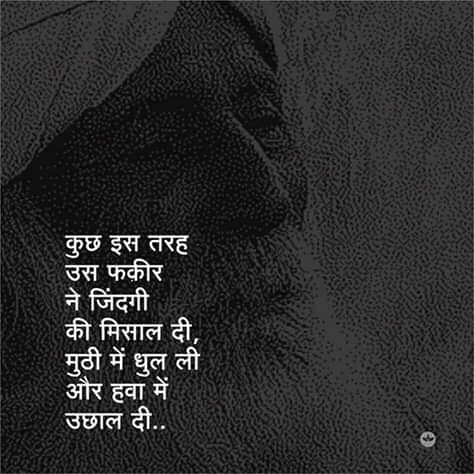 कुछ इस तरह
उस फकीर
ने जिंदगी
की मिसाल दी,
मुठी में धुल ली
और हवा में
उछाल दी..